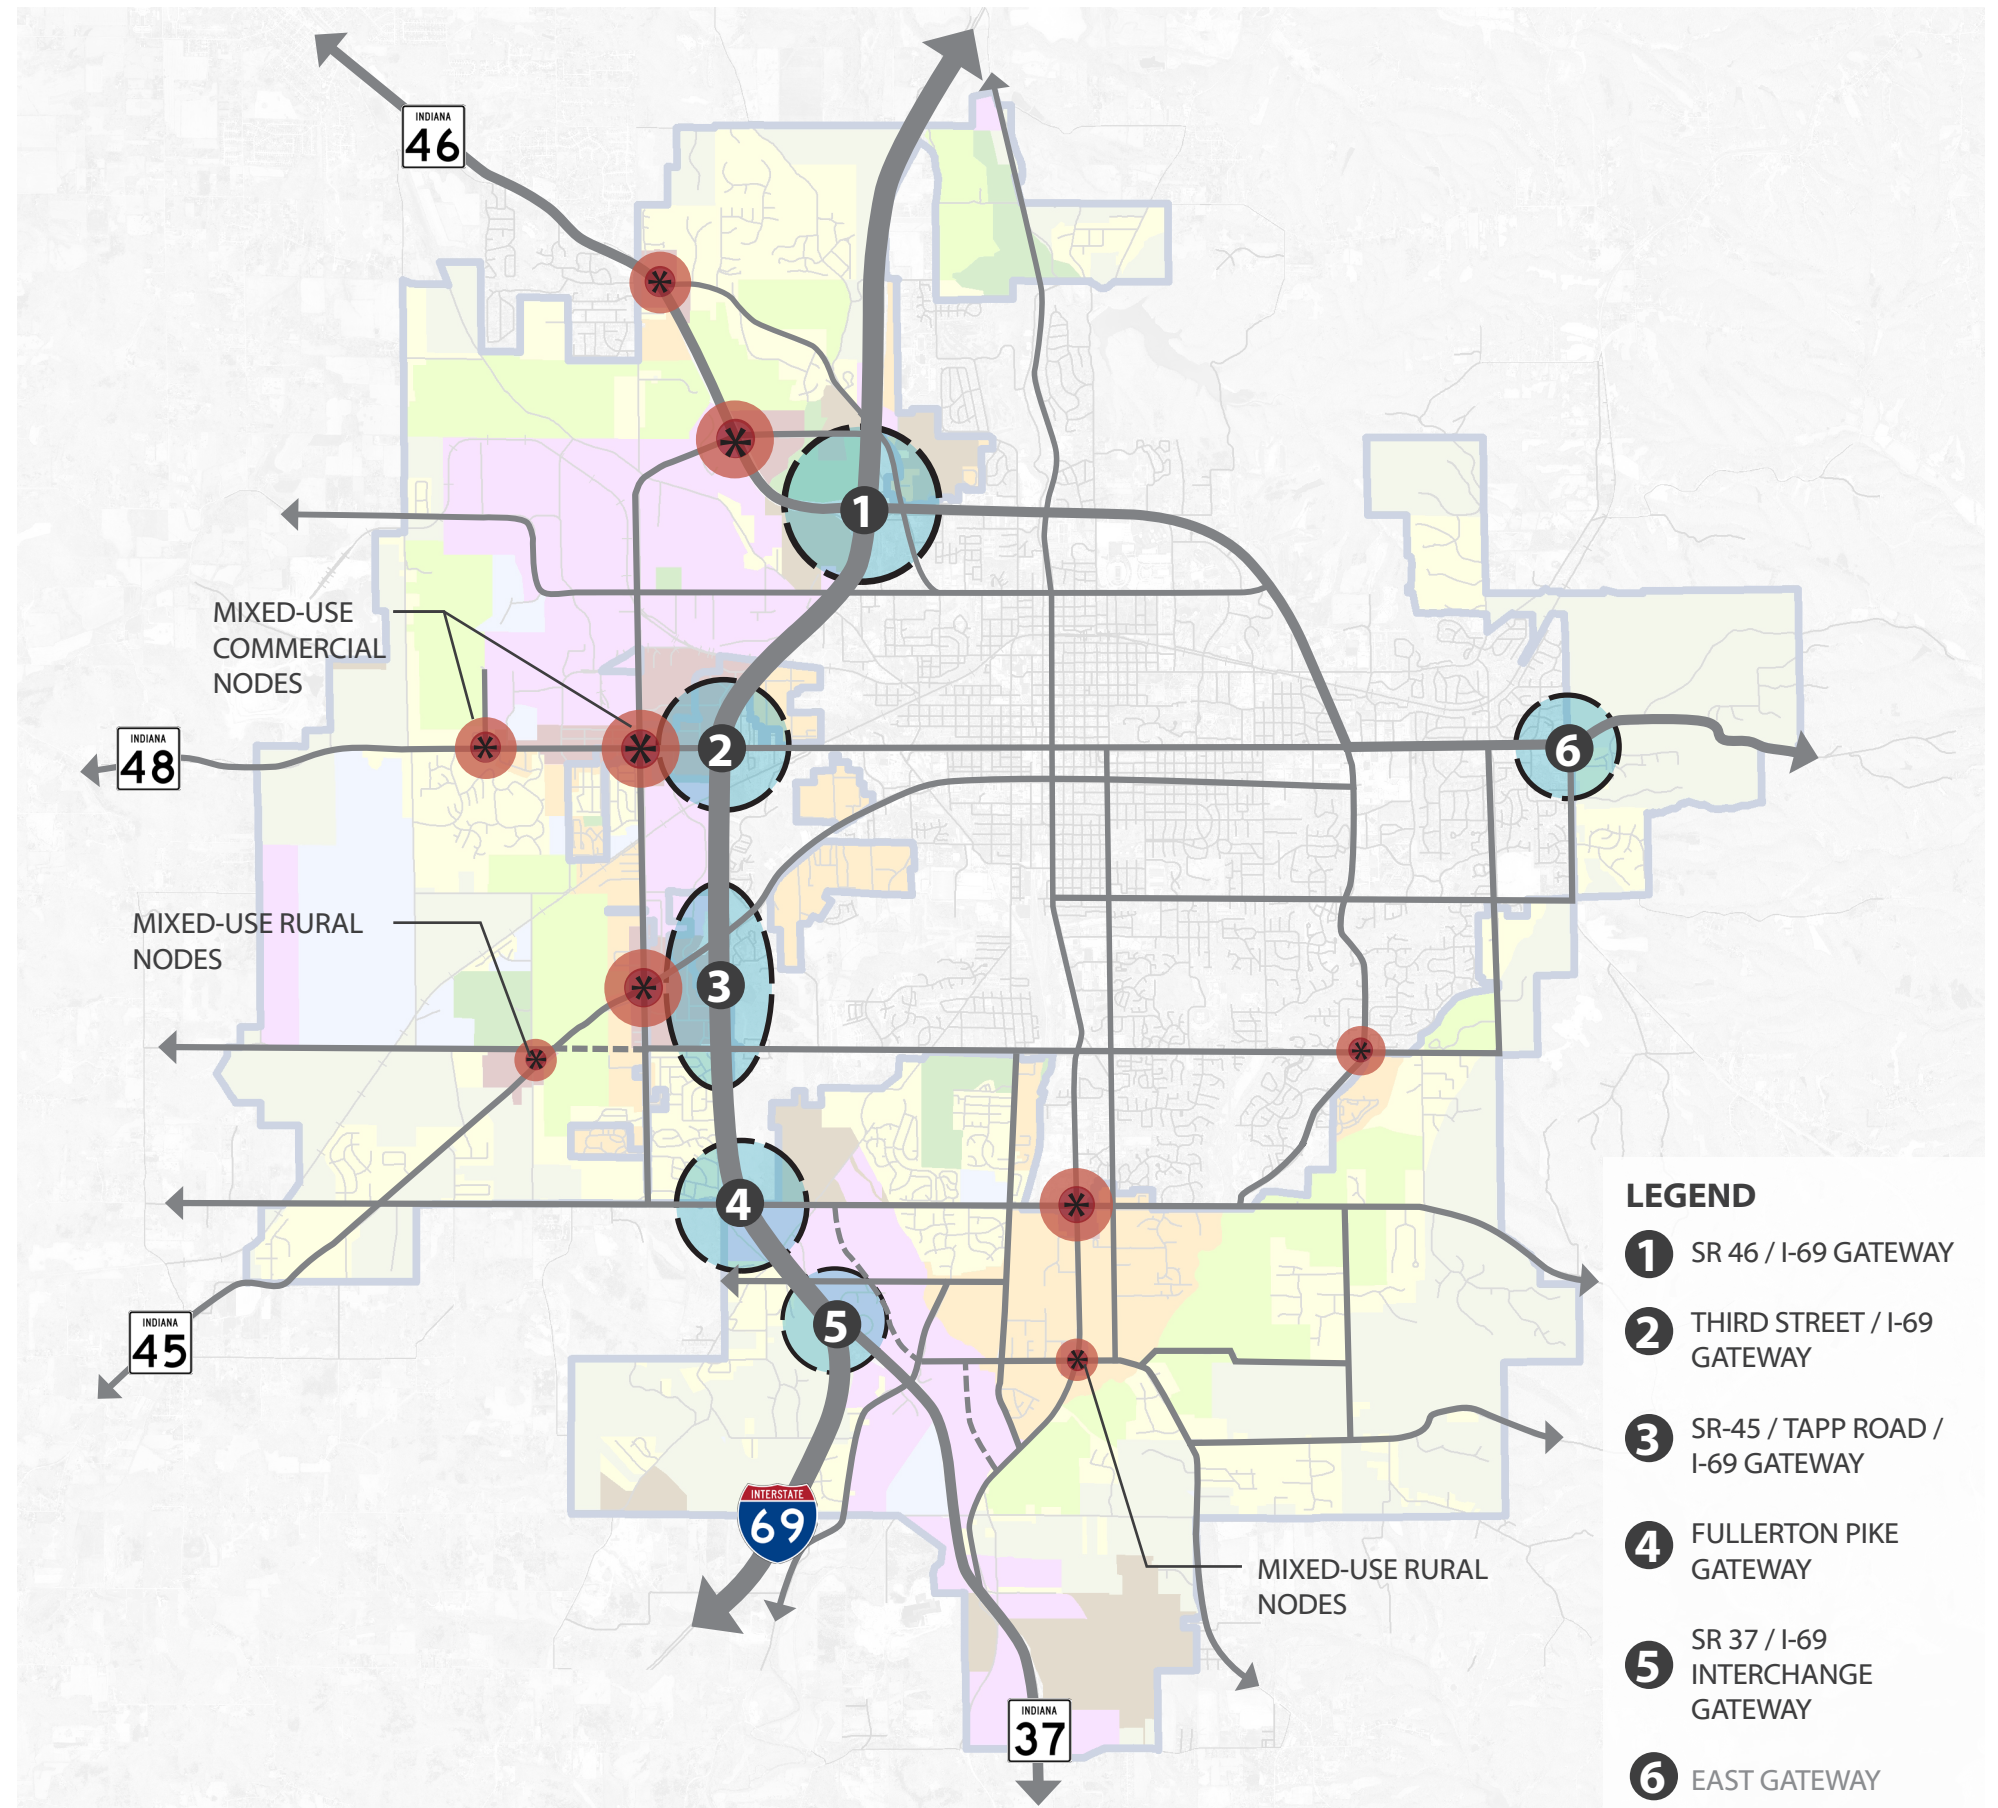 INDIANA
46
MIXED-USE
COMMERCIAL
NODES
INDIANA
48
MIXED-USE RURAL
NODES
INDIANA
45
1
2
3
4
5
6
INTERSTATE
69
MIXED-USE RURAL
NODES
INDIANA
37
LEGEND
1 SR 46 / I-69 GATEWAY
2 THIRD STREET / I-69
GATEWAY
3 SR-45 / TAPP ROAD /
I-69 GATEWAY
4 FULLERTON PIKE
GATEWAY
5 SR 37 / I-69
INTERCHANGE
GATEWAY
6 EAST GATEWAY